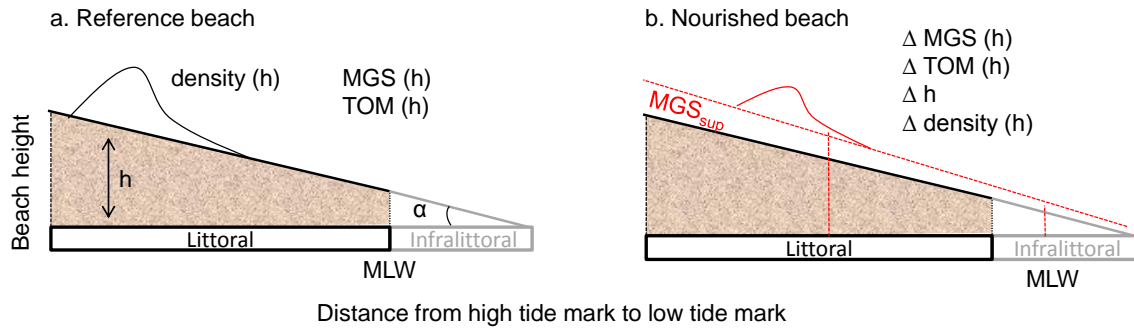 a. Reference beach
density (h)
MGS (h)
TOM (h)
Beach height
h
α
Littoral
Infralittoral
MLW
b. Nourished beach
Δ MGS (h)
Δ TOM (h)
Δ h
Δ density (h)
MGSsup
Littoral
Infralittoral
MLW
Distance from high tide mark to low tide mark